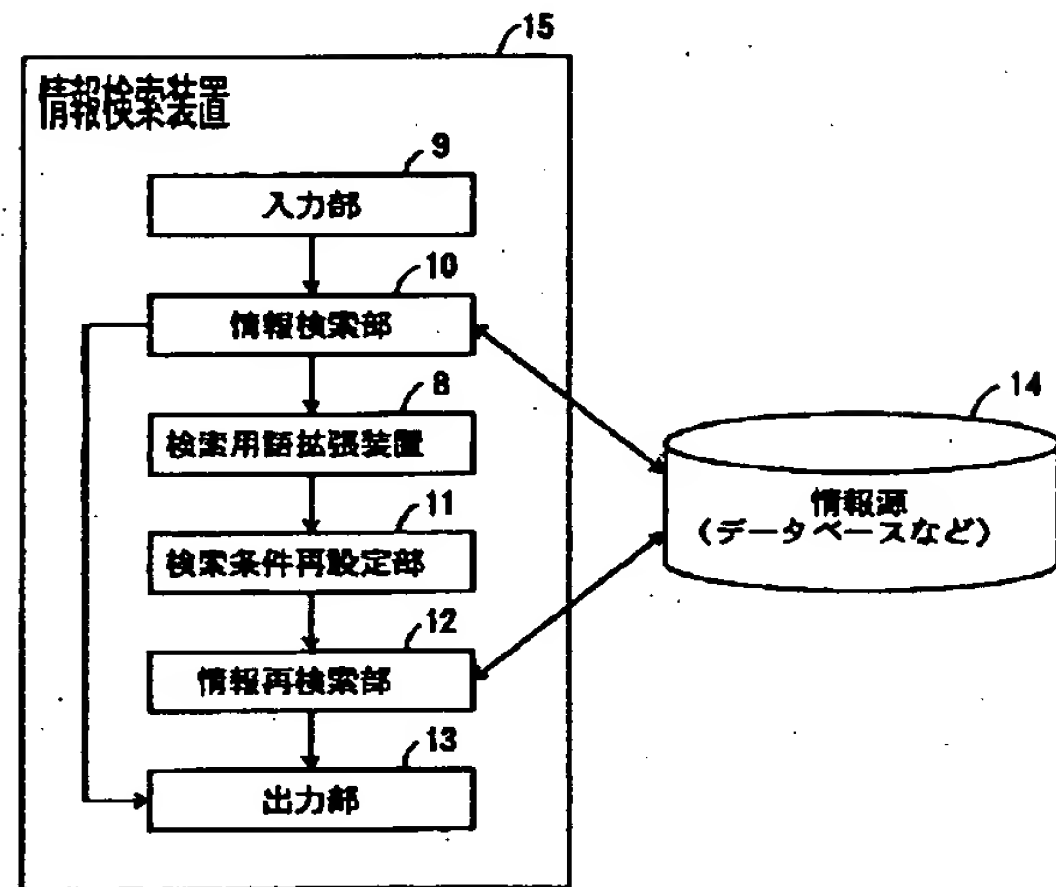 15
情報検索装置
9
入力部
10
情報検索部
8
検索用語拡張装置
14
情報源
(データベースなど)
11
検索条件再設定部
12
情報再検索部
13
出力部